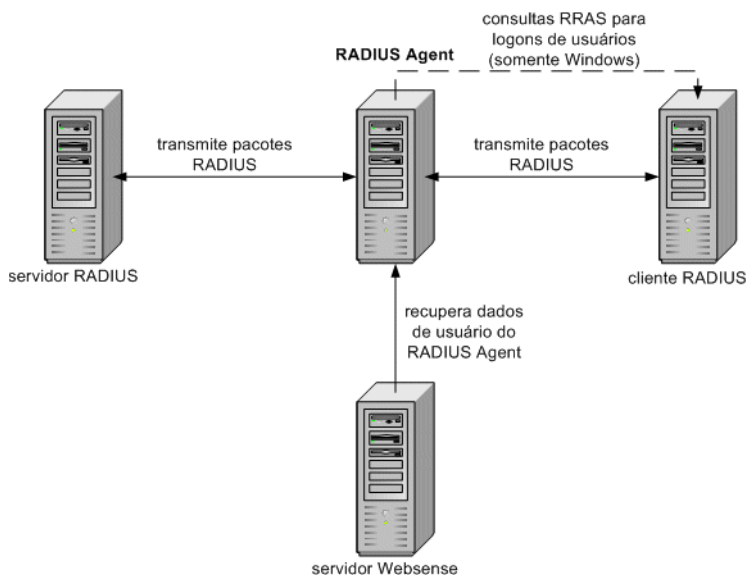 consultas RRAS para
logons de usuários
(somente Windows)
RADIUS Agent
transmite pacotes
RADIUS
transmite pacotes
RADIUS
servidor RADIUS
cliente RADIUS
recupera dados
de usuário do
RADIUS Agent
servidor Websense